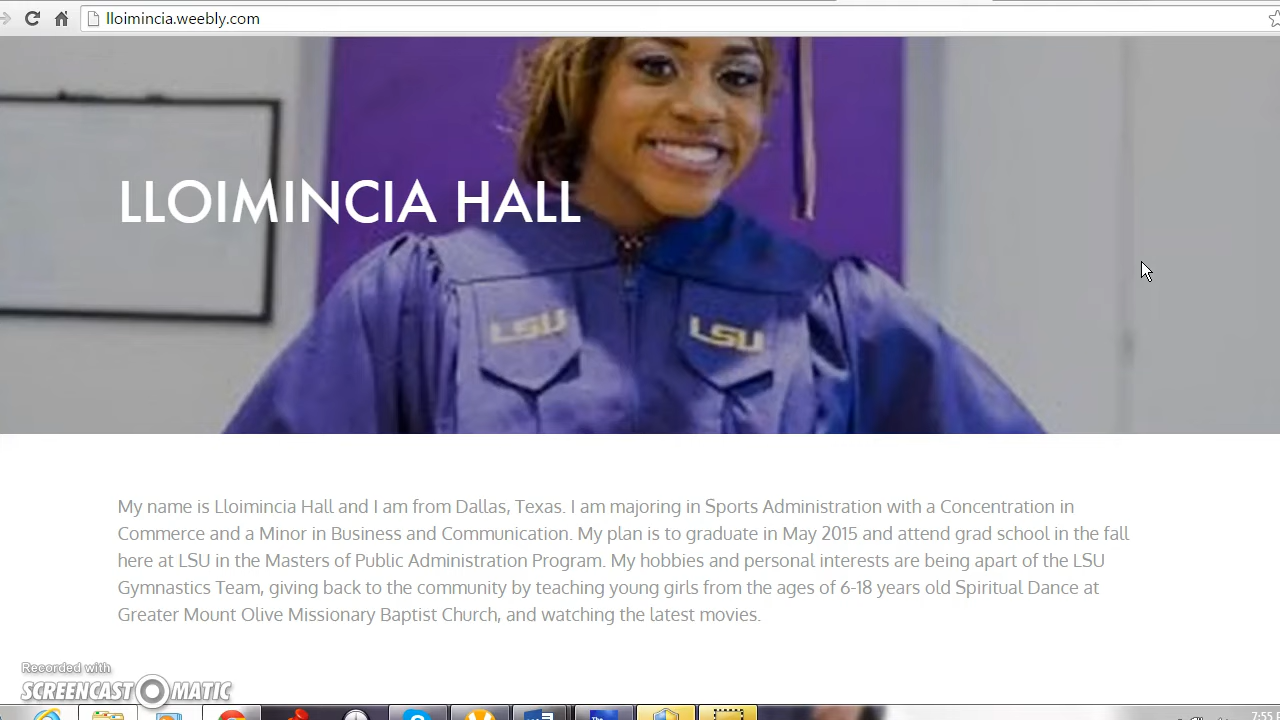 lloimincia.weebly.com
LLOIMINCIA HALL
LSU LSU
My name is Lloimincia Hall and I am from Dallas, Texas. I am majoring in Sports Administration with a Concentration in
Commerce and a Minor in Business and Communication. My plan is to graduate in May 2015 and attend grad school in the fall
here at LSU in the Masters of Public Administration Program. My hobbies and personal interests are being apart of the LSU
Gymnastics Team, giving back to the community by teaching young girls from the ages of 6-18 years old Spiritual Dance at
Greater Mount Olive Missionary Baptist Church, and watching the latest movies.
Recorded with
SCREENCAST MATIC